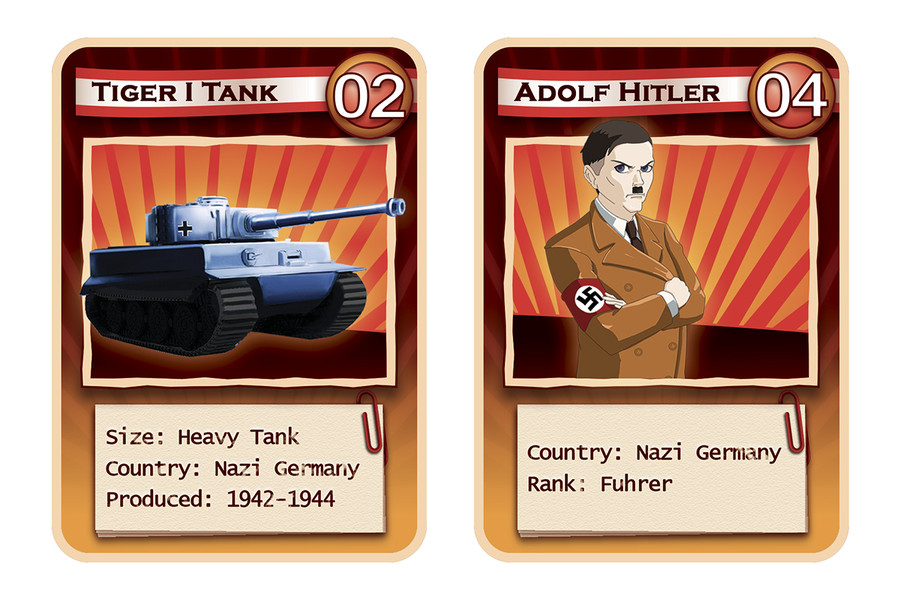 TIGER I TANK
02
Size: Heavy Tank
Country: Nazi Germany
Produced: 1942-1944
ADOLF HITLER
04
Country: Nazi Germany
Rank: Fuhrer